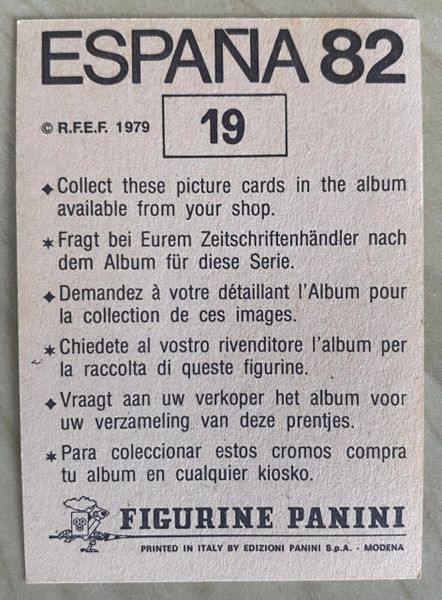 ESPAÑA 82
© R.F.E.F. 1979
19
✦ Collect these picture cards in the album
available from your shop.
★ Fragt bei Eurem Zeitschriftenhändler nach
dem Album für diese Serie.
✦ Demandez à votre détaillant l'Album pour
la collection de ces images.
★ Chiedete al vostro rivenditore l'album per
la raccolta di queste figurine.
✦ Vraagt aan uw verkoper het album voor
uw verzameling van deze prentjes.
★ Para coleccionar estos cromos compra
tu album en cualquier kiosko.
FIGURINE PANINI
PRINTED IN ITALY BY EDIZIONI PANINI S.p.A. - MODENA